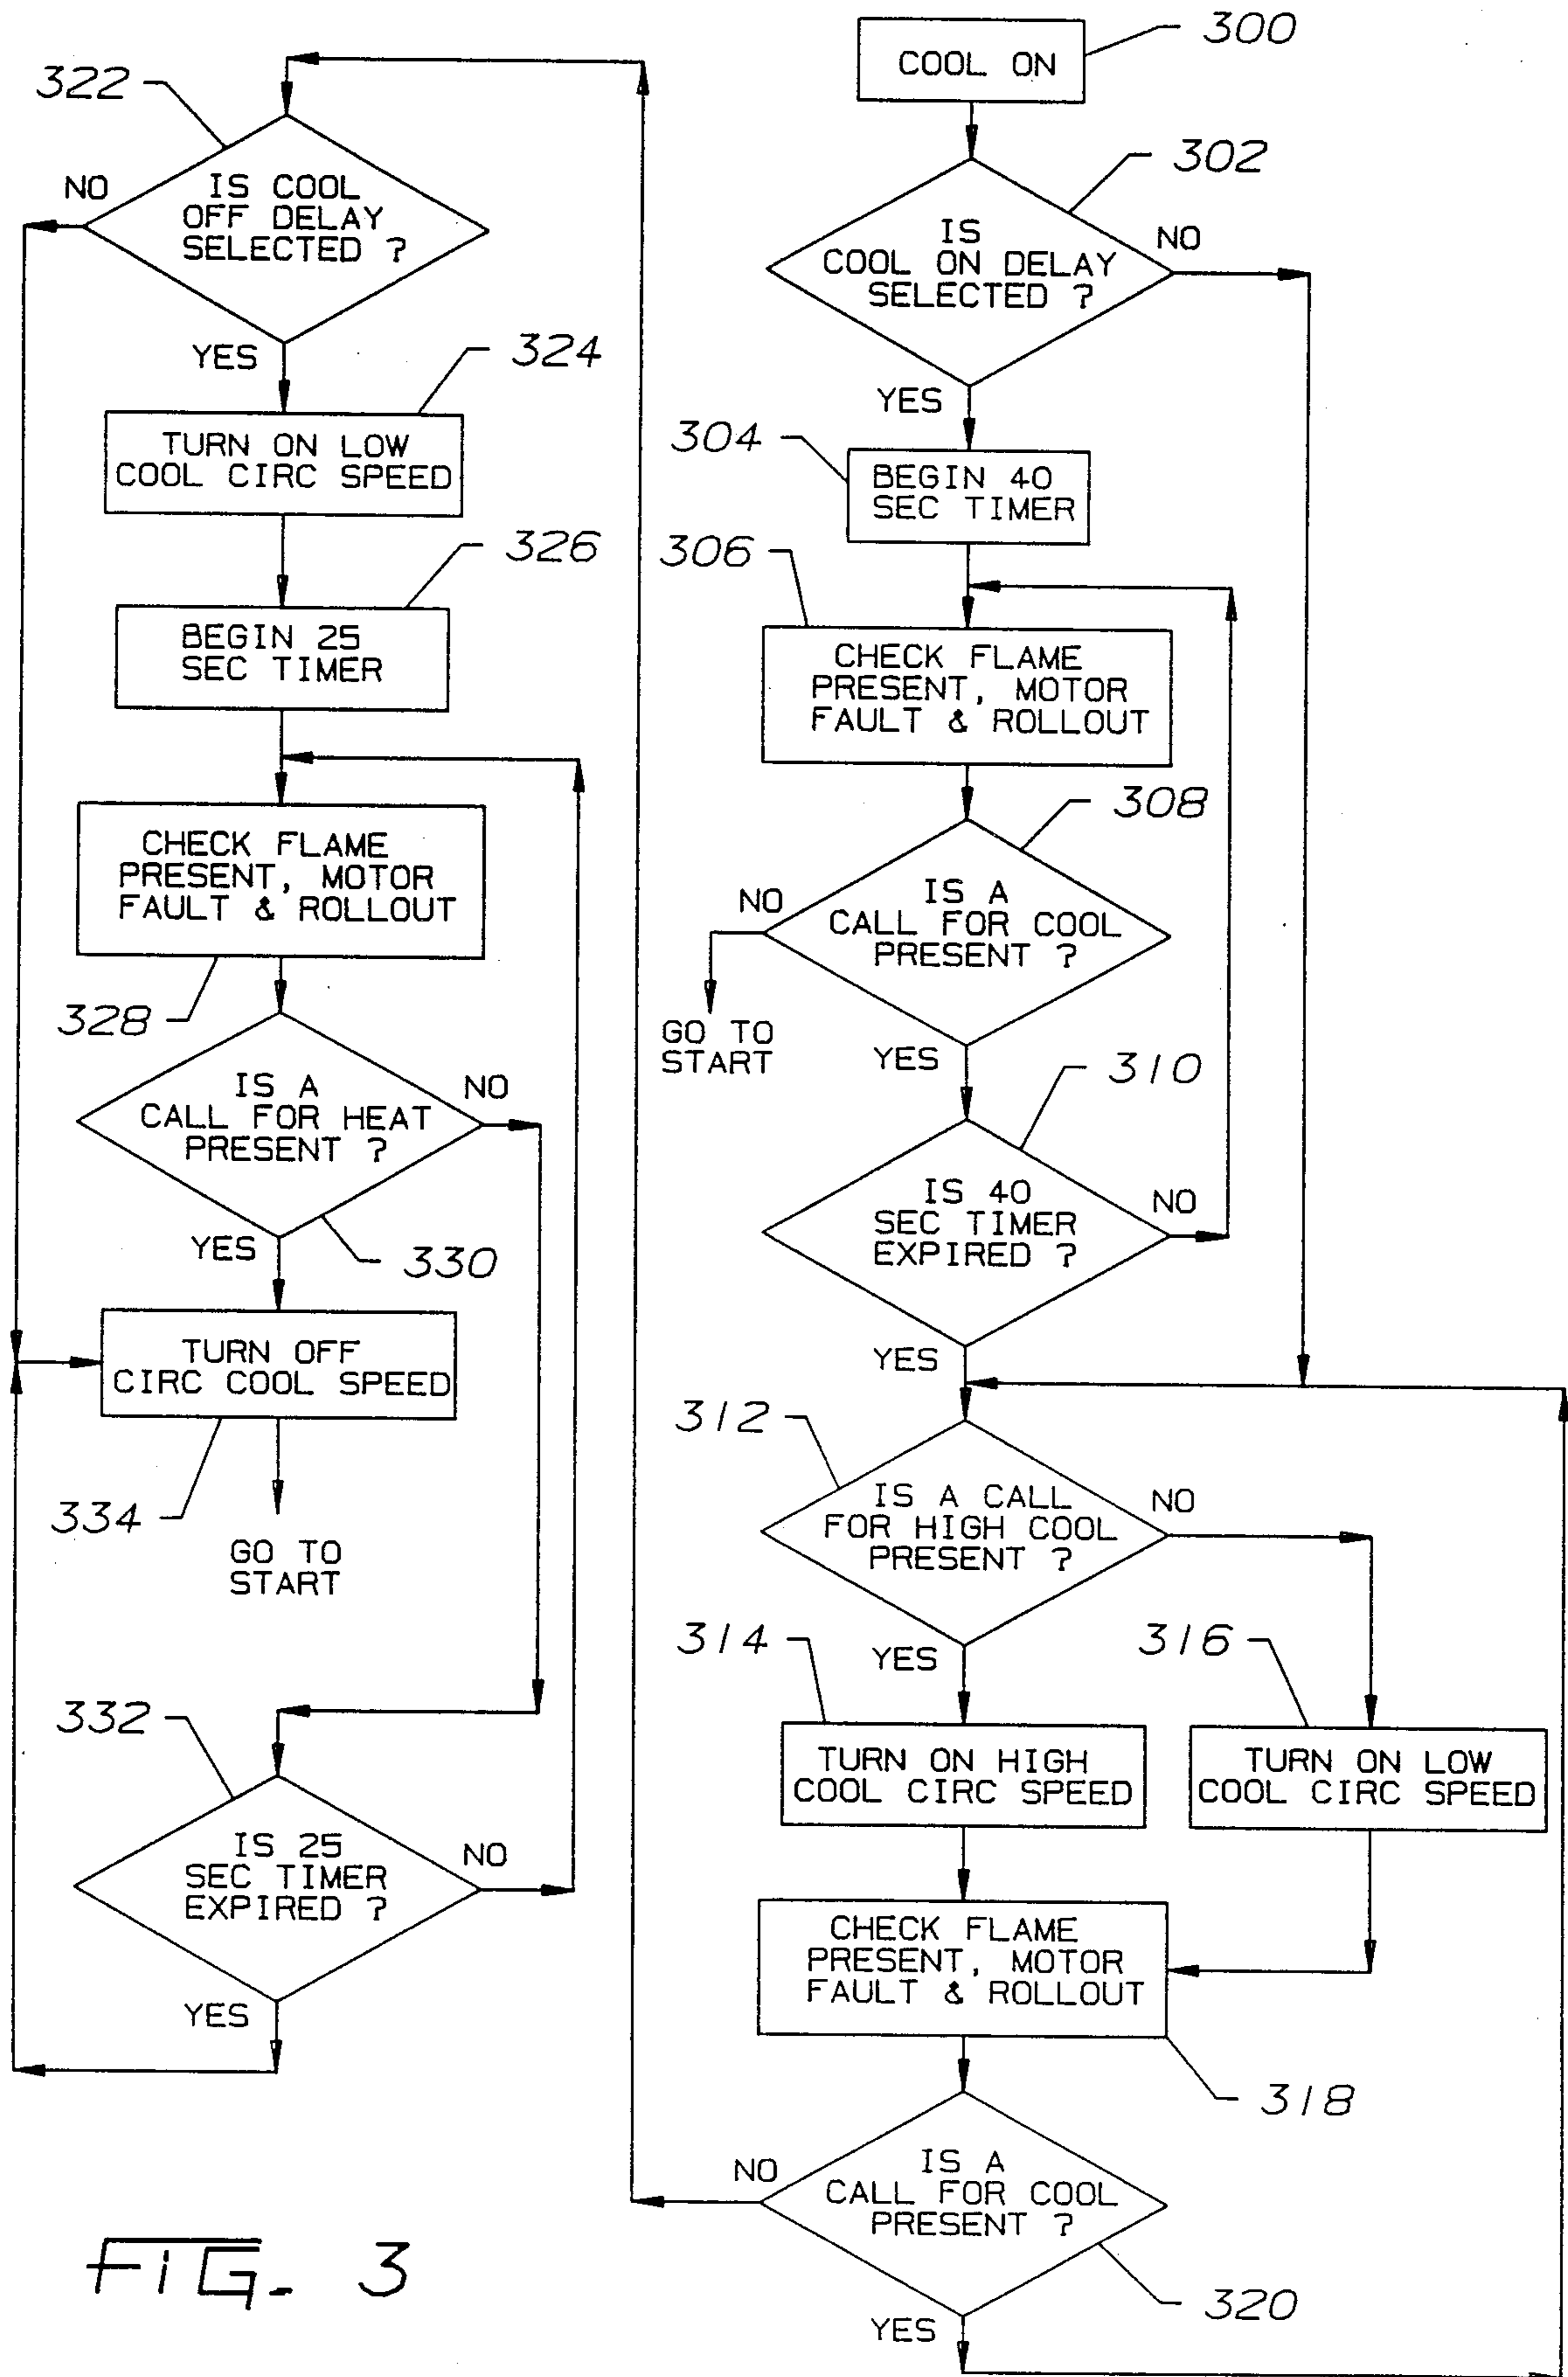 300
COOL ON
302
IS
COOL ON DELAY
SELECTED ?
NO
YES
304
BEGIN 40
SEC TIMER
306
CHECK FLAME
PRESENT, MOTOR
FAULT & ROLLOUT
308
IS A
CALL FOR COOL
PRESENT ?
NO
GO TO
START
YES
310
IS 40
SEC TIMER
EXPIRED ?
NO
YES
312
IS A CALL
FOR HIGH COOL
PRESENT ?
NO
YES
314
TURN ON HIGH
COOL CIRC SPEED
316
TURN ON LOW
COOL CIRC SPEED
CHECK FLAME
PRESENT, MOTOR
FAULT & ROLLOUT
318
IS A
CALL FOR COOL
PRESENT ?
NO
320
YES
322
IS COOL
OFF DELAY
SELECTED ?
NO
YES
324
TURN ON LOW
COOL CIRC SPEED
326
BEGIN 25
SEC TIMER
CHECK FLAME
PRESENT, MOTOR
FAULT & ROLLOUT
328
IS A
CALL FOR HEAT
PRESENT ?
NO
YES
330
TURN OFF
CIRC COOL SPEED
334
GO TO
START
332
IS 25
SEC TIMER
EXPIRED ?
NO
YES
FIG. 3